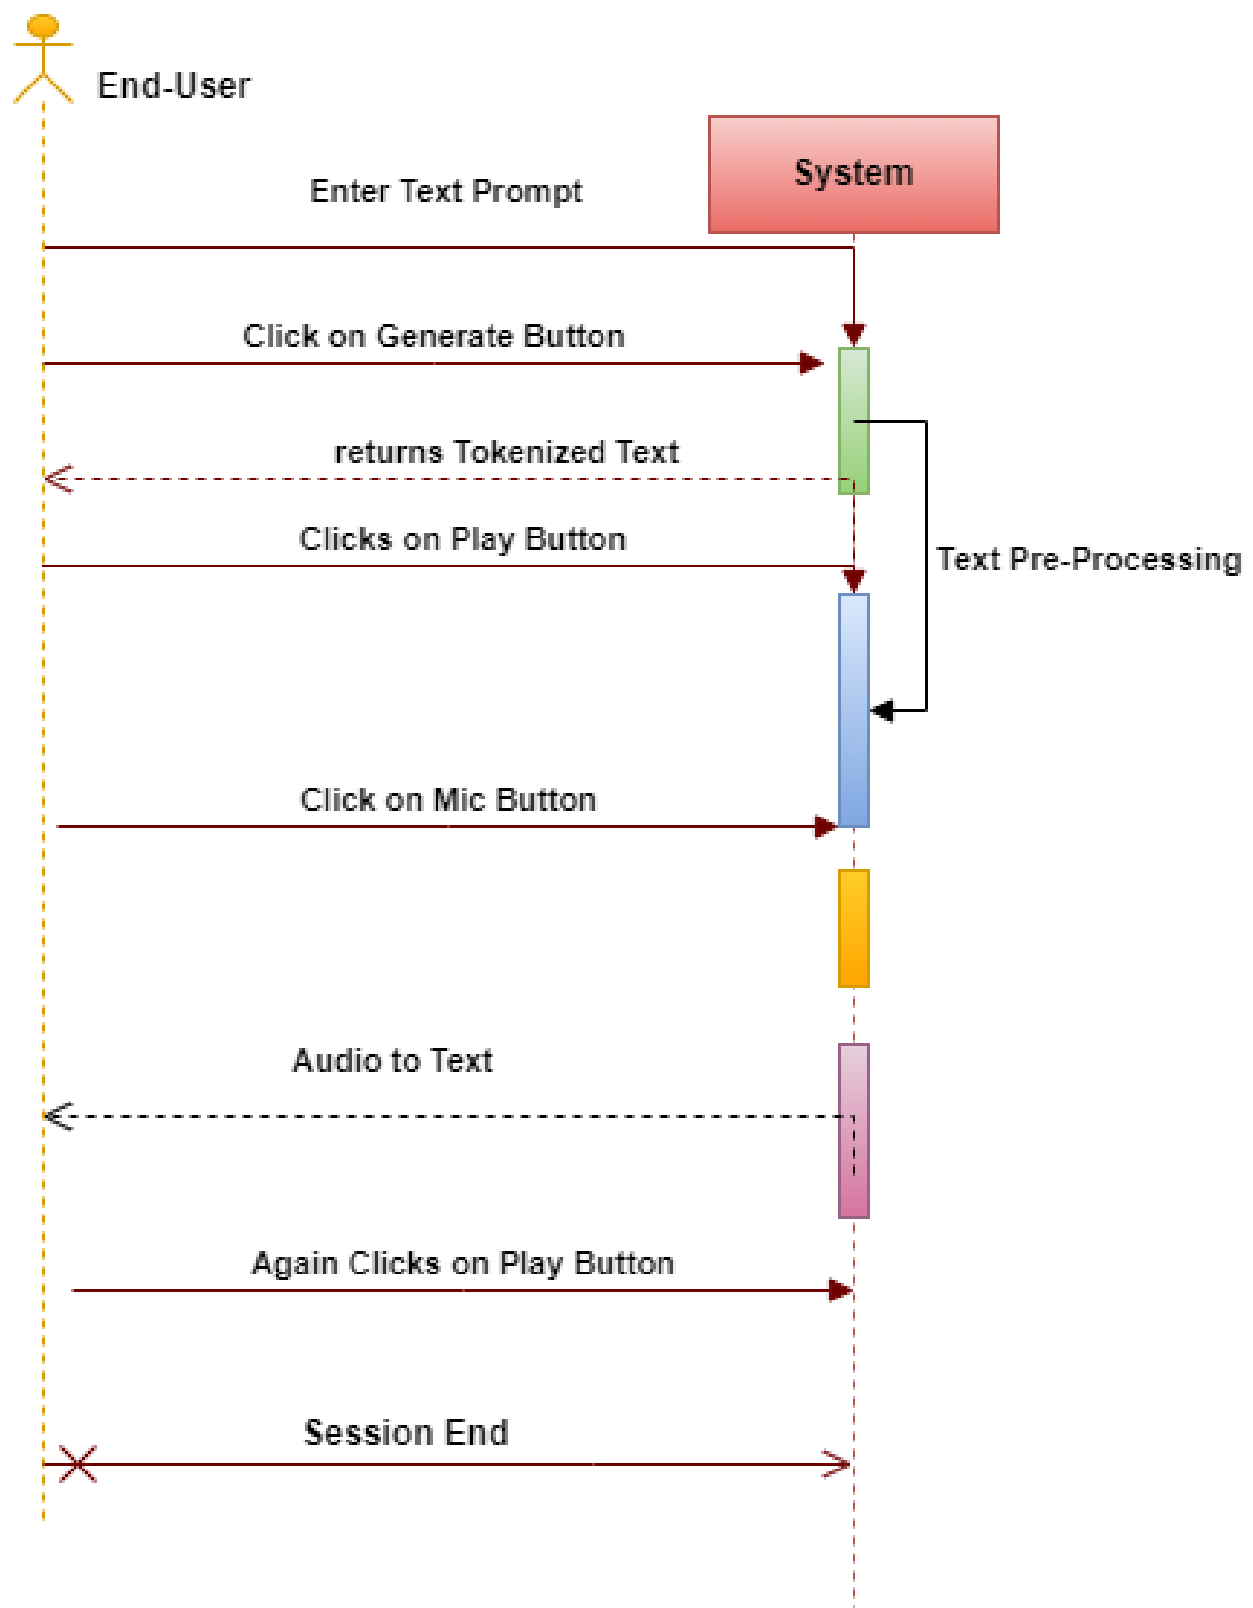 End-User
System
Enter Text Prompt
Click on Generate Button
returns Tokenized Text
Clicks on Play Button
Text Pre-Processing
Click on Mic Button
Audio to Text
Again Clicks on Play Button
Session End